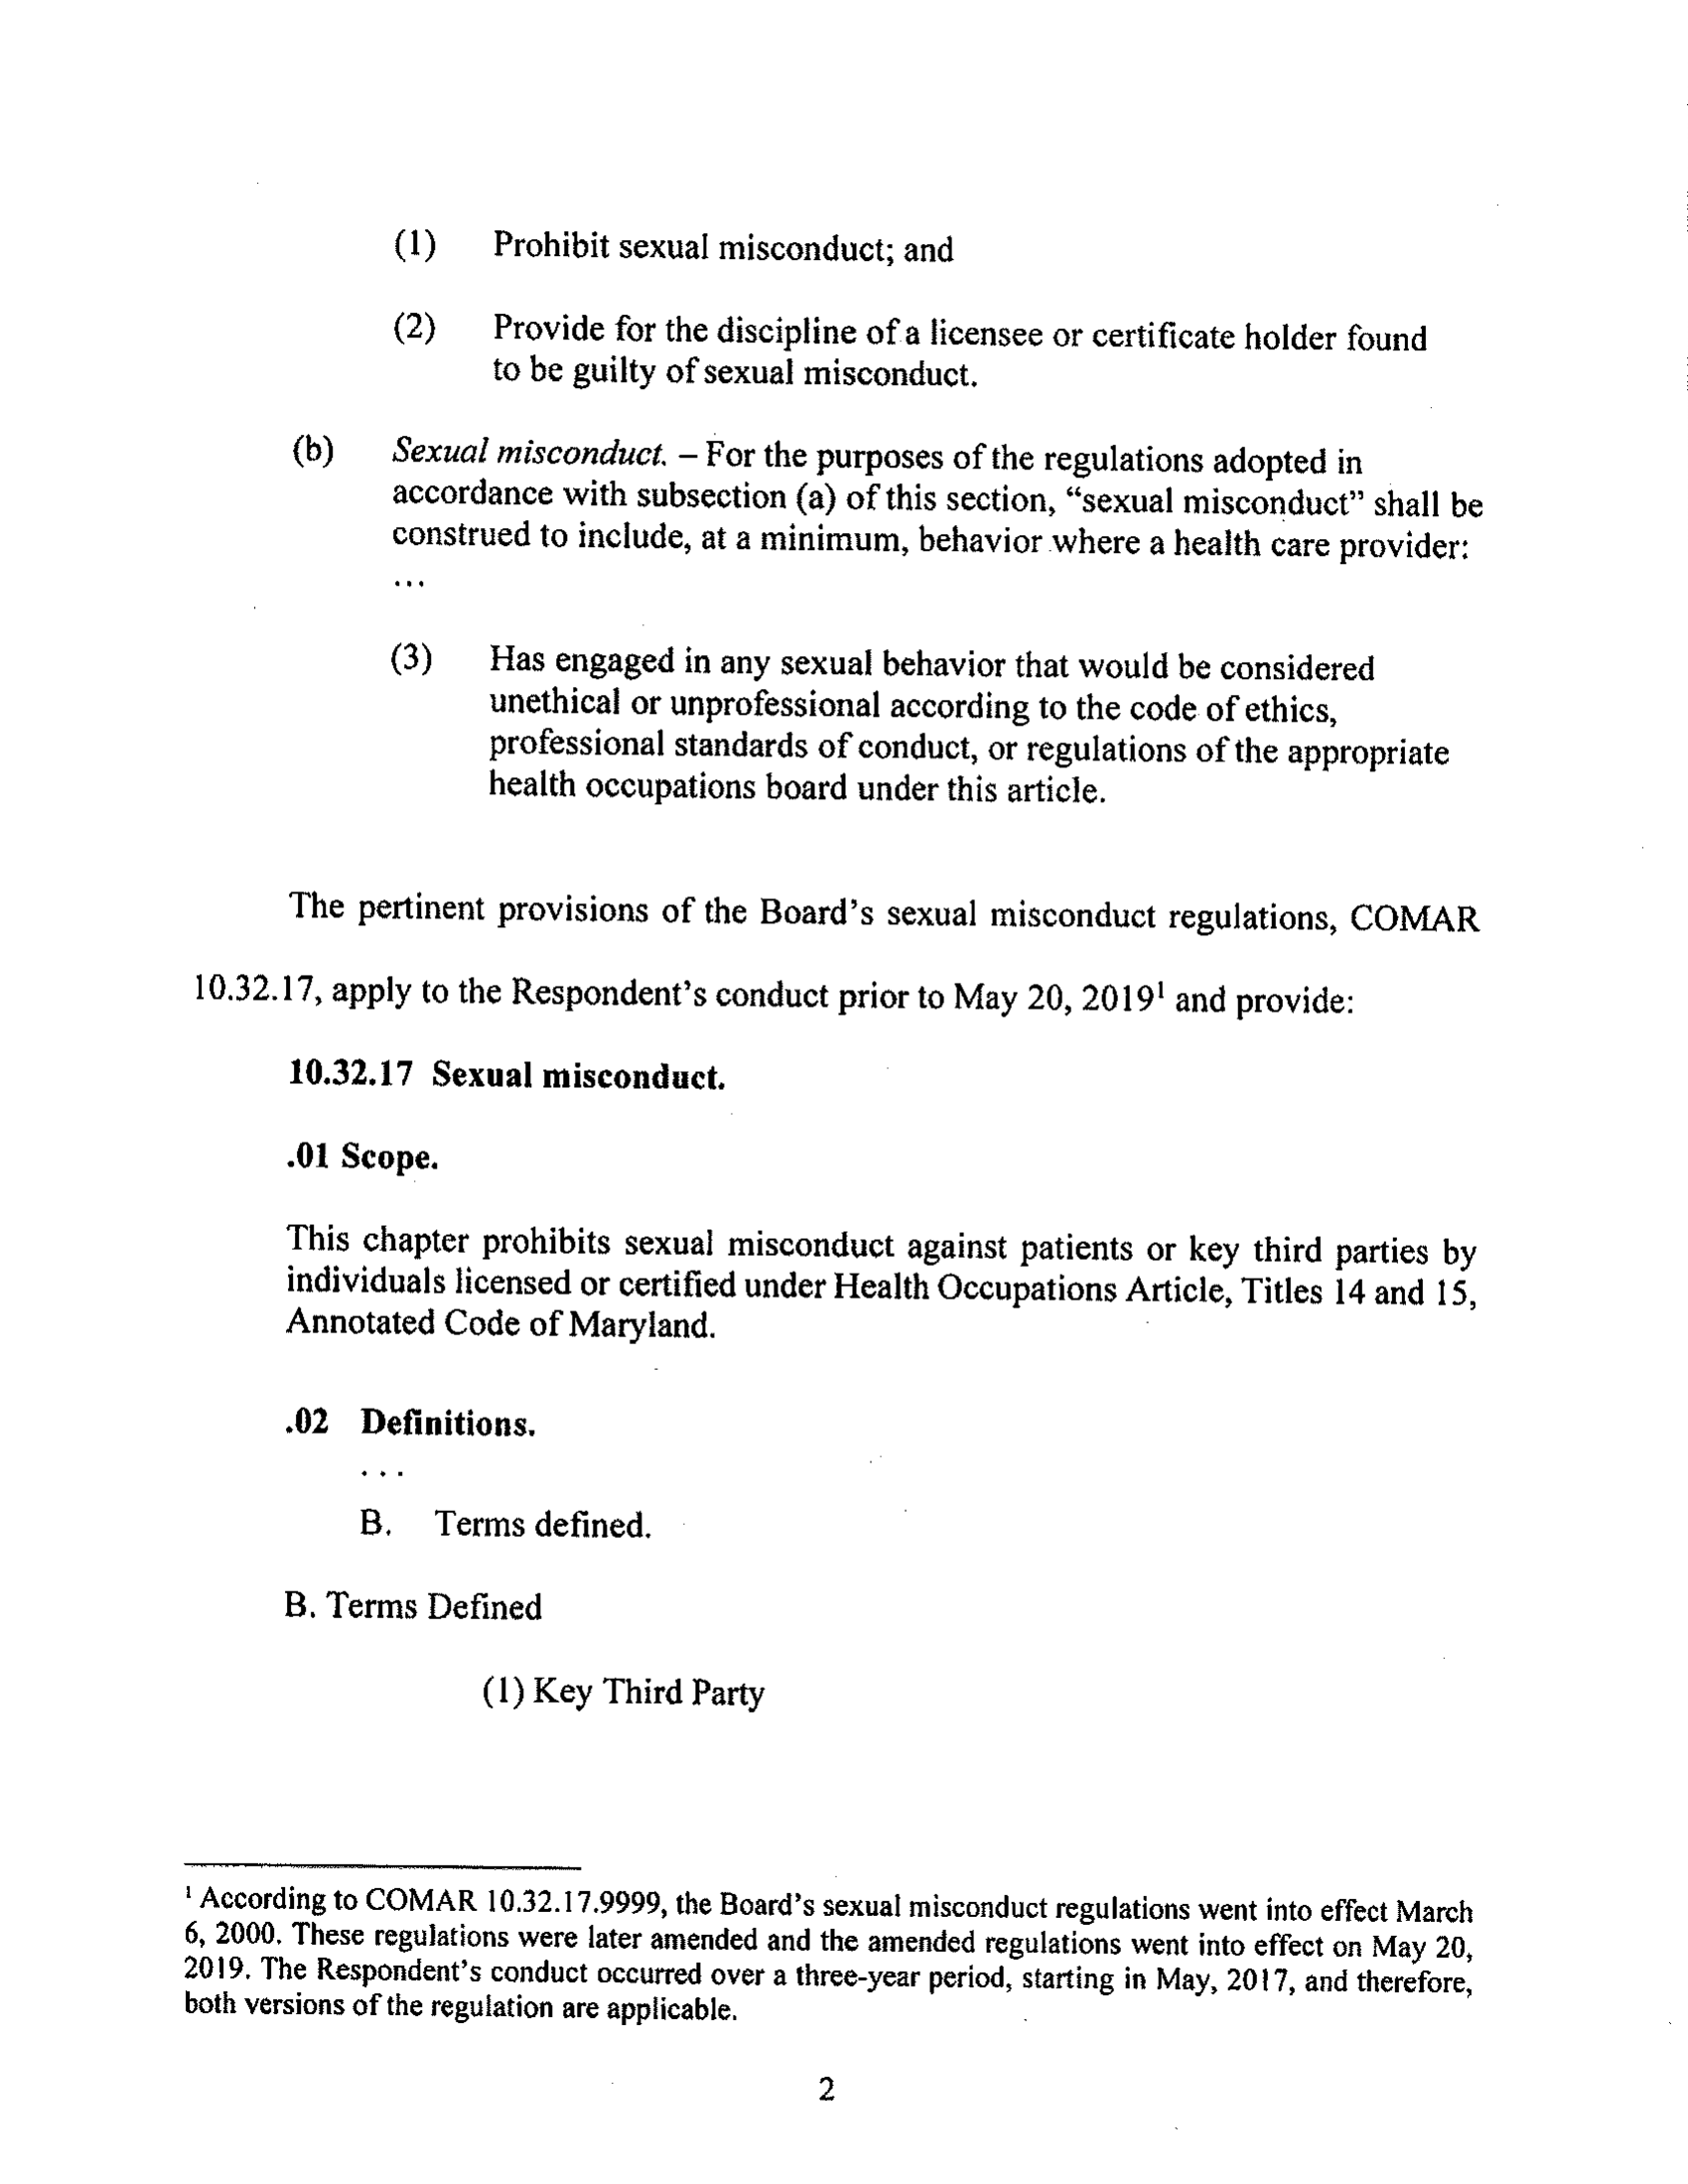 (1) Prohibit sexual misconduct; and
(2) Provide for the discipline of a licensee or certificate holder found
to be guilty of sexual misconduct.
(b) Sexual misconduct. – For the purposes of the regulations adopted in
accordance with subsection (a) of this section, “sexual misconduct” shall be
construed to include, at a minimum, behavior where a health care provider:
...
(3) Has engaged in any sexual behavior that would be considered
unethical or unprofessional according to the code of ethics,
professional standards of conduct, or regulations of the appropriate
health occupations board under this article.
The pertinent provisions of the Board’s sexual misconduct regulations, COMAR
10.32.17, apply to the Respondent’s conduct prior to May 20, 2019¹ and provide:
10.32.17 Sexual misconduct.
.01 Scope.
This chapter prohibits sexual misconduct against patients or key third parties by
individuals licensed or certified under Health Occupations Article, Titles 14 and 15,
Annotated Code of Maryland.
.02 Definitions.
. . .
B. Terms defined.
B. Terms Defined
(1) Key Third Party
¹ According to COMAR 10.32.17.9999, the Board’s sexual misconduct regulations went into effect March
6, 2000. These regulations were later amended and the amended regulations went into effect on May 20,
2019. The Respondent’s conduct occurred over a three-year period, starting in May, 2017, and therefore,
both versions of the regulation are applicable.
2